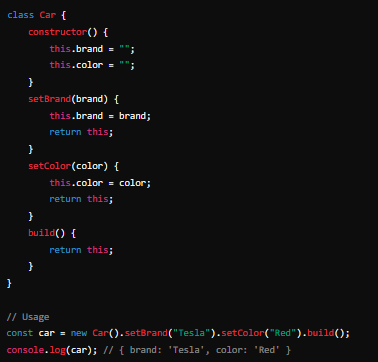 class Car {
    constructor() {
        this.brand = "";
        this.color = "";
    }
    setBrand(brand) {
        this.brand = brand;
        return this;
    }
    setColor(color) {
        this.color = color;
        return this;
    }
    build() {
        return this;
    }
}

// Usage
const car = new Car().setBrand("Tesla").setColor("Red").build();
console.log(car); // { brand: 'Tesla', color: 'Red' }